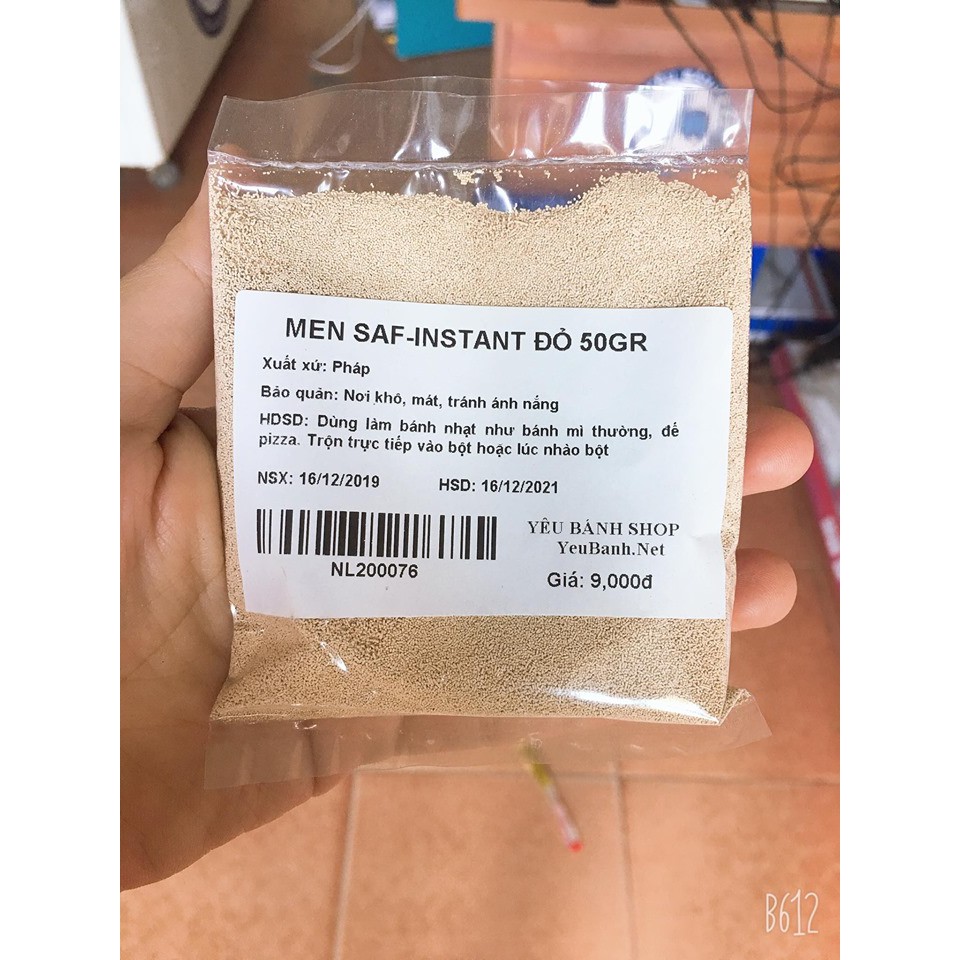 MEN SAF-INSTANT ĐỎ 50GR
Xuất xứ: Pháp
Bảo quản: Nơi khô, mát, tránh ánh nắng
HDSD: Dùng làm bánh nhạt như bánh mì thường, đế
pizza. Trộn trực tiếp vào bột hoặc lúc nhào bột
NSX: 16/12/2019 HSD: 16/12/2021
YÊU BÁNH SHOP
YeuBanh.Net
NL200076
Giá: 9,000đ
B612